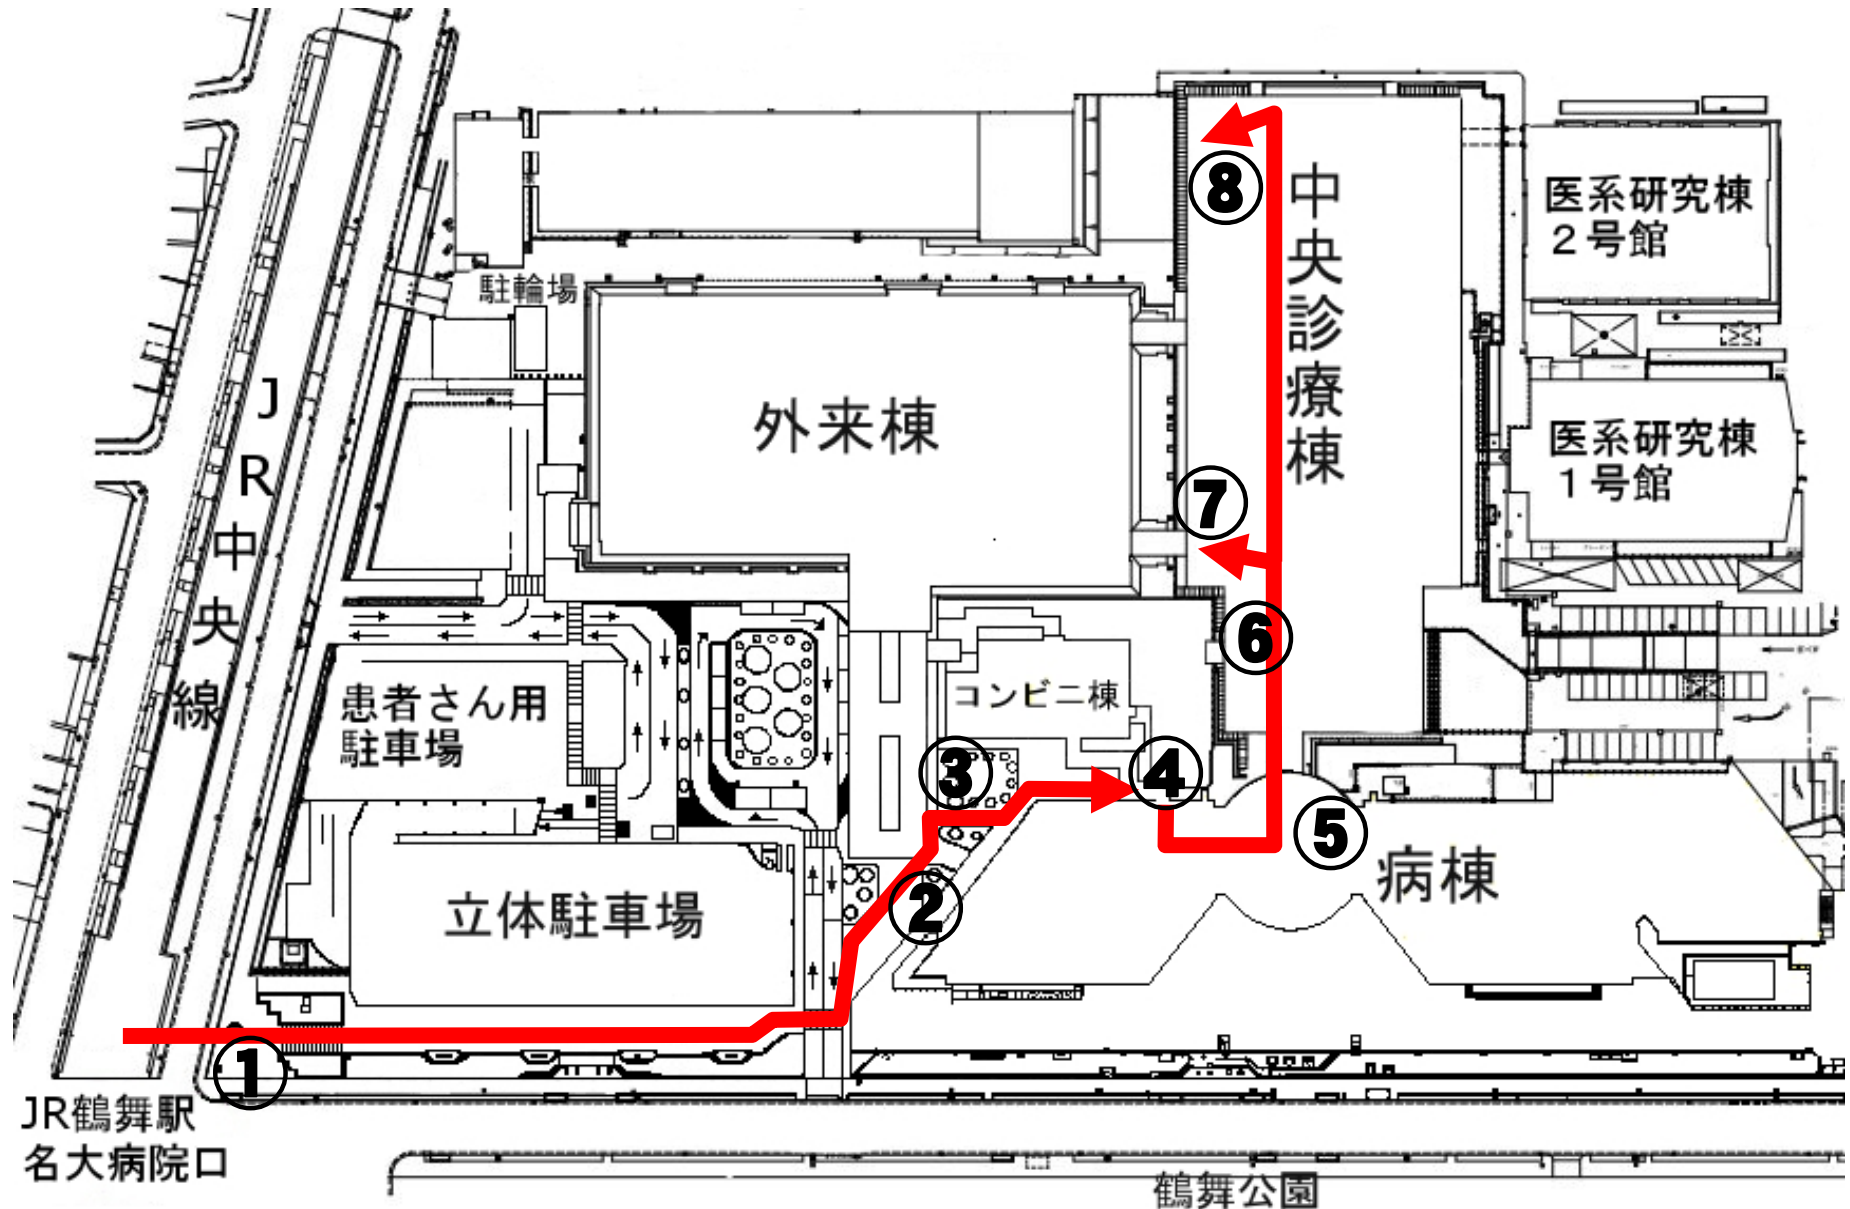 ⑧
中央診療棟
医系研究棟
２号館
駐輪場
外来棟
医系研究棟
１号館
JR中央線
⑦
⑥
コンビニ棟
患者さん用
駐車場
③
④
⑤
病棟
立体駐車場
②
①
JR鶴舞駅
名大病院口
鶴舞公園